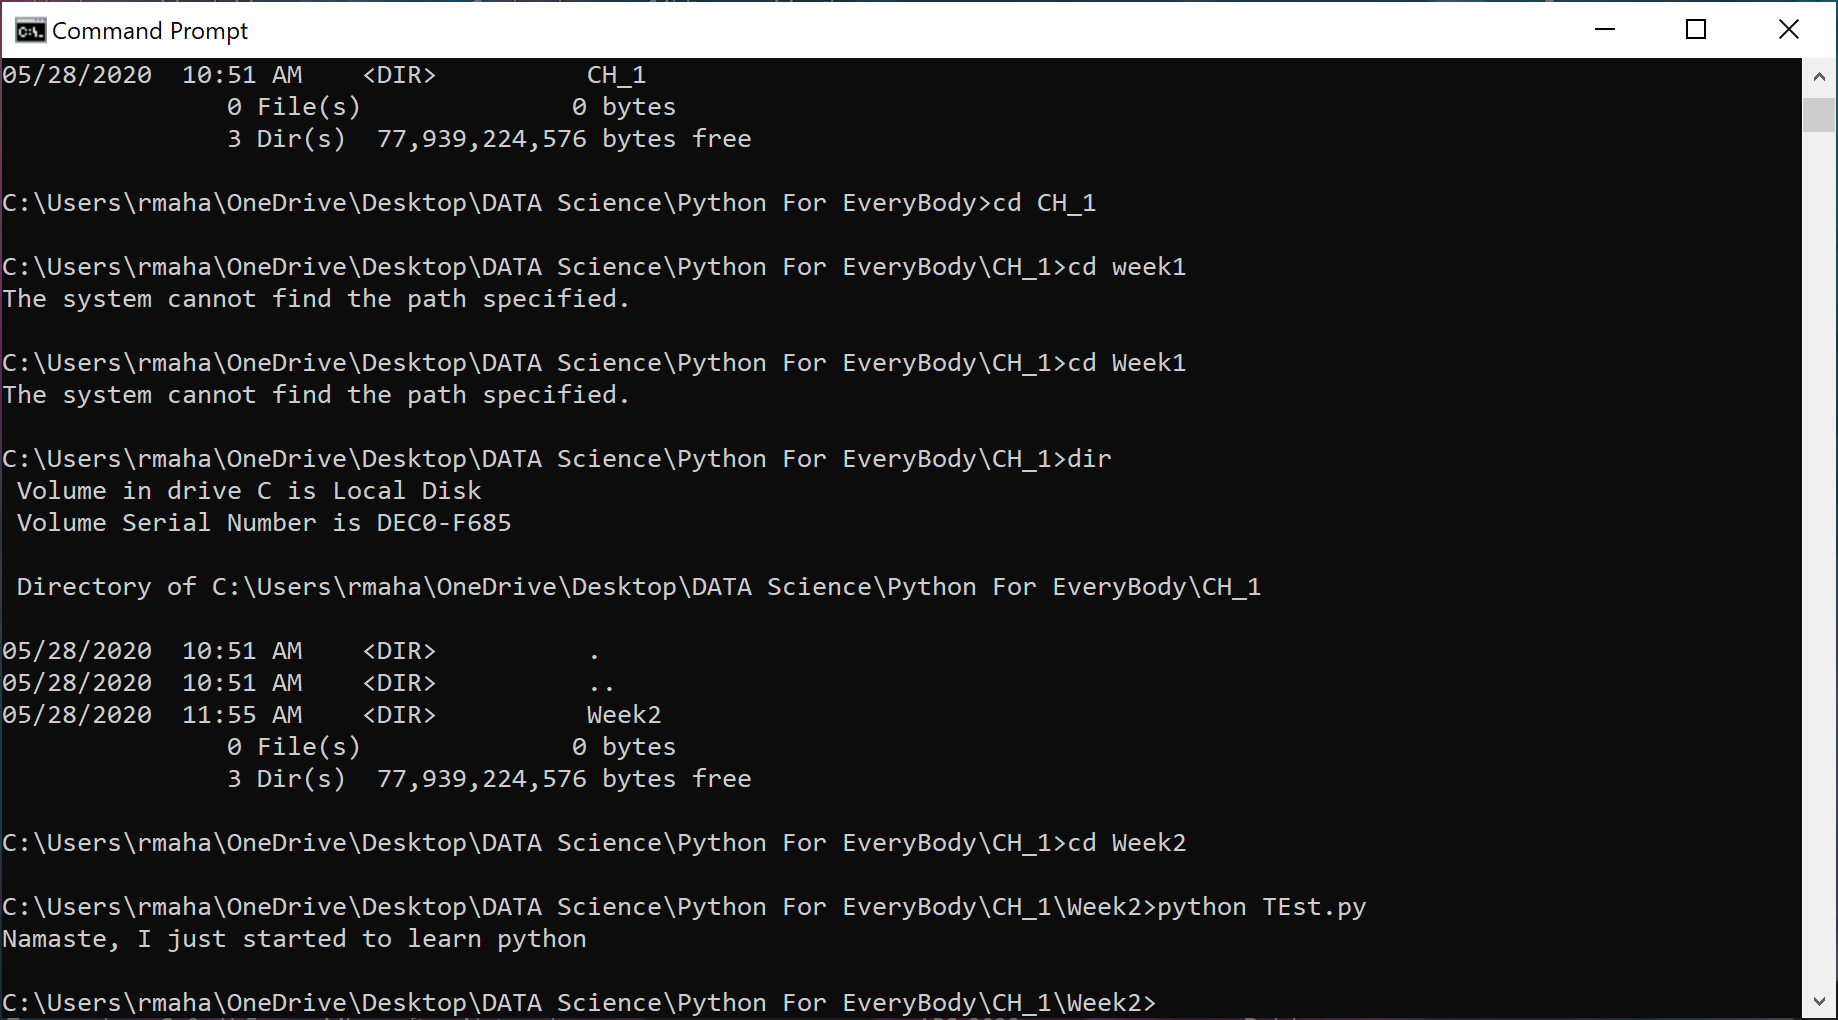 Command Prompt
05/28/2020  10:51 AM    <DIR>          CH_1
               0 File(s)              0 bytes
               3 Dir(s)  77,939,224,576 bytes free
C:\Users\rmaha\OneDrive\Desktop\DATA Science\Python For EveryBody>cd CH_1
C:\Users\rmaha\OneDrive\Desktop\DATA Science\Python For EveryBody\CH_1>cd week1
The system cannot find the path specified.
C:\Users\rmaha\OneDrive\Desktop\DATA Science\Python For EveryBody\CH_1>cd Week1
The system cannot find the path specified.
C:\Users\rmaha\OneDrive\Desktop\DATA Science\Python For EveryBody\CH_1>dir
 Volume in drive C is Local Disk
 Volume Serial Number is DEC0-F685
 Directory of C:\Users\rmaha\OneDrive\Desktop\DATA Science\Python For EveryBody\CH_1
05/28/2020  10:51 AM    <DIR>          .
05/28/2020  10:51 AM    <DIR>          ..
05/28/2020  11:55 AM    <DIR>          Week2
               0 File(s)              0 bytes
               3 Dir(s)  77,939,224,576 bytes free
C:\Users\rmaha\OneDrive\Desktop\DATA Science\Python For EveryBody\CH_1>cd Week2
C:\Users\rmaha\OneDrive\Desktop\DATA Science\Python For EveryBody\CH_1\Week2>python TEst.py
Namaste, I just started to learn python
C:\Users\rmaha\OneDrive\Desktop\DATA Science\Python For EveryBody\CH_1\Week2>